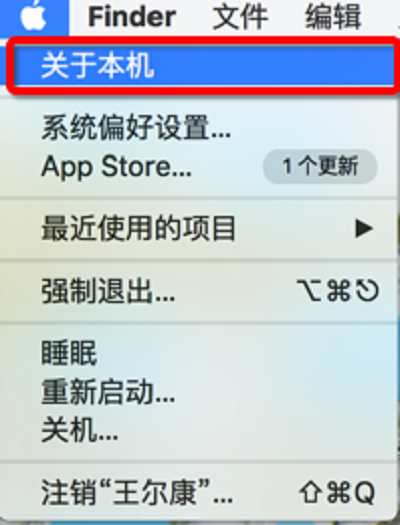 Finder 文件 编辑
关于本机
系统偏好设置...
App Store... 1个更新
最近使用的项目 ▶
强制退出... ⌥⌘⎋
睡眠
重新启动...
关机...
注销“王尔康”... ⇧⌘Q